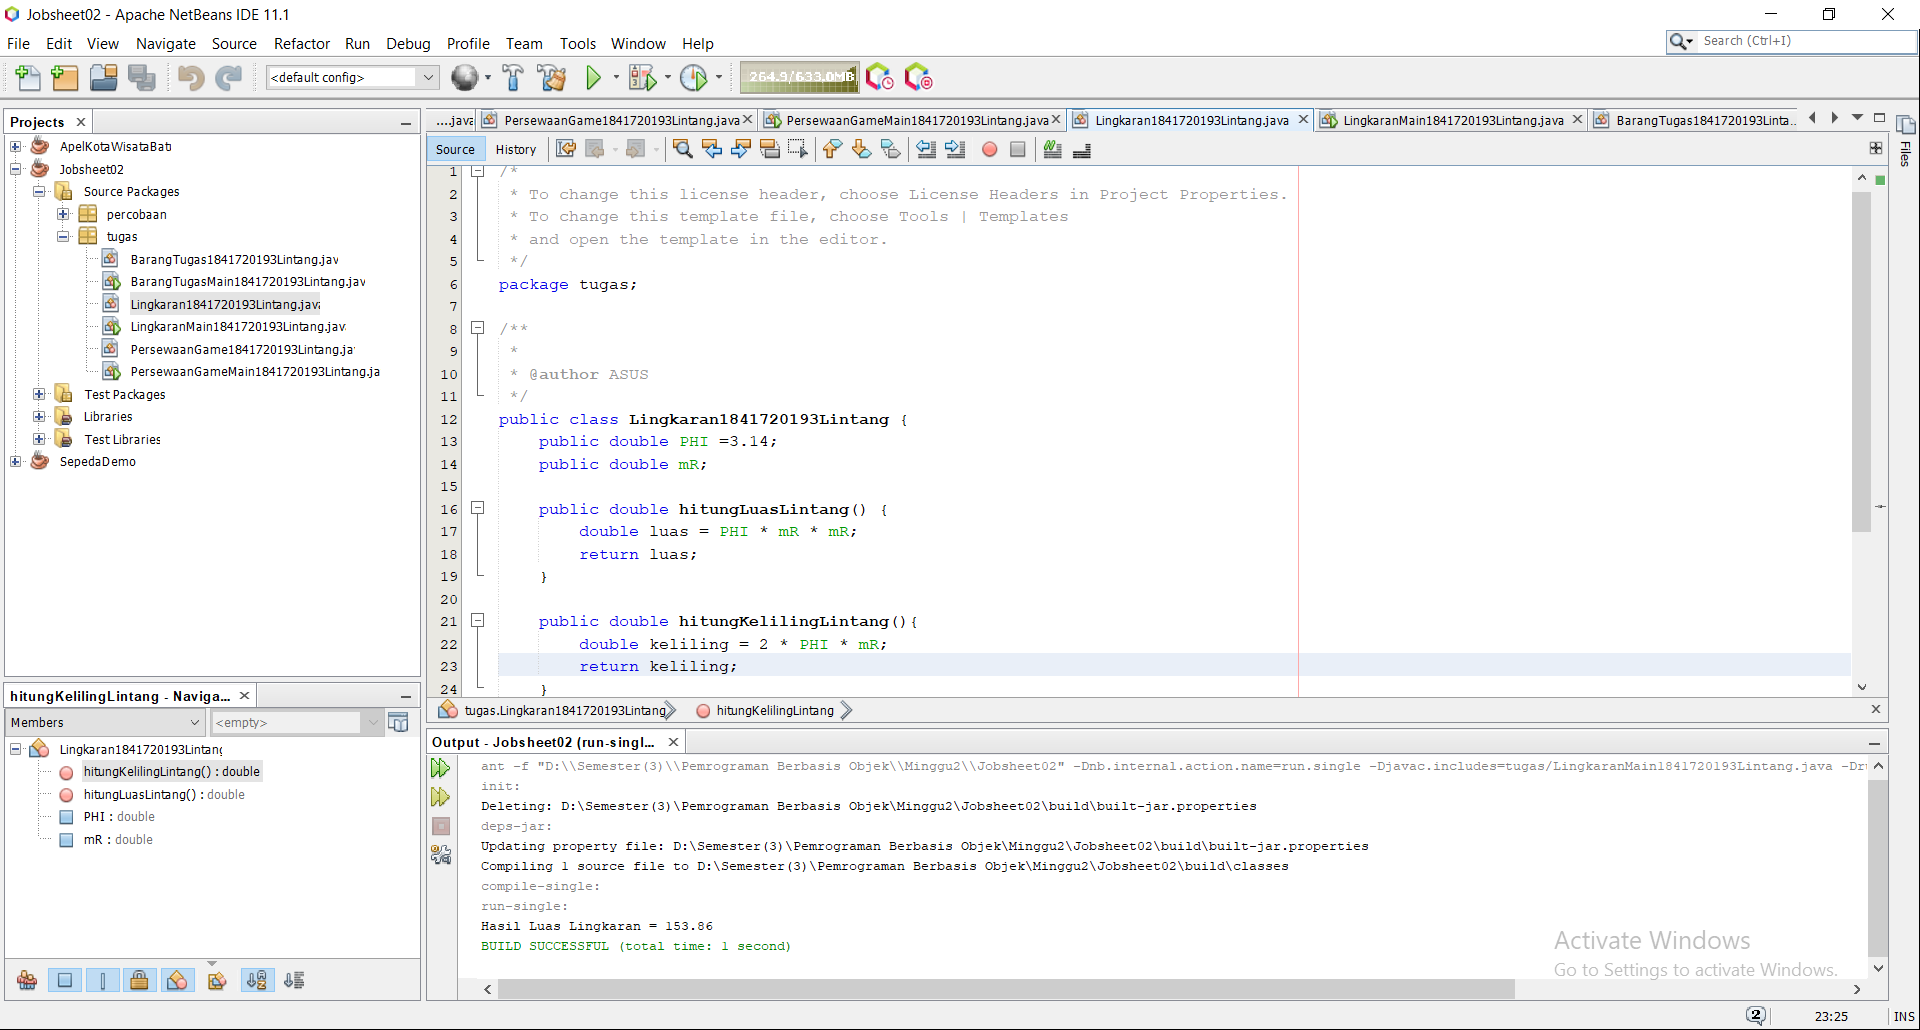 Jobsheet02 - Apache NetBeans IDE 11.1
File Edit View Navigate Source Refactor Run Debug Profile Team Tools Window Help
Search (Ctrl+I)
<default config>
264.9/633.0MB
Projects
ApelKotaWisataBatı
Jobsheet02
Source Packages
percobaan
tugas
BarangTugas1841720193Lintang.jav
BarangTugasMain1841720193Lintang.jav
Lingkaran1841720193Lintang.java
LingkaranMain1841720193Lintang.jav
PersewaanGame1841720193Lintang.ja
PersewaanGameMain1841720193Lintang.ja
Test Packages
Libraries
Test Libraries
SepedaDemo
....java PersewaanGame1841720193Lintang.java PersewaanGameMain1841720193Lintang.java Lingkaran1841720193Lintang.java LingkaranMain1841720193Lintang.java BarangTugas1841720193Linta...
Files
Source History
1 /*
2 * To change this license header, choose License Headers in Project Properties.
3 * To change this template file, choose Tools | Templates
4 * and open the template in the editor.
5 */
6 package tugas;
7
8 /**
9 *
10 * @author ASUS
11 */
12 public class Lingkaran1841720193Lintang {
13 public double PHI =3.14;
14 public double mR;
15
16 public double hitungLuasLintang() {
17 double luas = PHI * mR * mR;
18 return luas;
19 }
20
21 public double hitungKelilingLintang(){
22 double keliling = 2 * PHI * mR;
23 return keliling;
24 }
tugas.Lingkaran1841720193Lintang hitungKelilingLintang
hitungKelilingLintang - Naviga...
Members <empty>
Lingkaran1841720193Lintang
hitungKelilingLintang() : double
hitungLuasLintang() : double
PHI : double
mR : double
Output - Jobsheet02 (run-singl...
ant -f "D:\\Semester(3)\\Pemrograman Berbasis Objek\\Minggu2\\Jobsheet02" -Dnb.internal.action.name=run.single -Djavac.includes=tugas/LingkaranMain1841720193Lintang.java -Dr
init:
Deleting: D:\Semester(3)\Pemrograman Berbasis Objek\Minggu2\Jobsheet02\build\built-jar.properties
deps-jar:
Updating property file: D:\Semester(3)\Pemrograman Berbasis Objek\Minggu2\Jobsheet02\build\built-jar.properties
Compiling 1 source file to D:\Semester(3)\Pemrograman Berbasis Objek\Minggu2\Jobsheet02\build\classes
compile-single:
run-single:
Hasil Luas Lingkaran = 153.86
BUILD SUCCESSFUL (total time: 1 second)
Activate Windows
Go to Settings to activate Windows.
2 23:25 INS